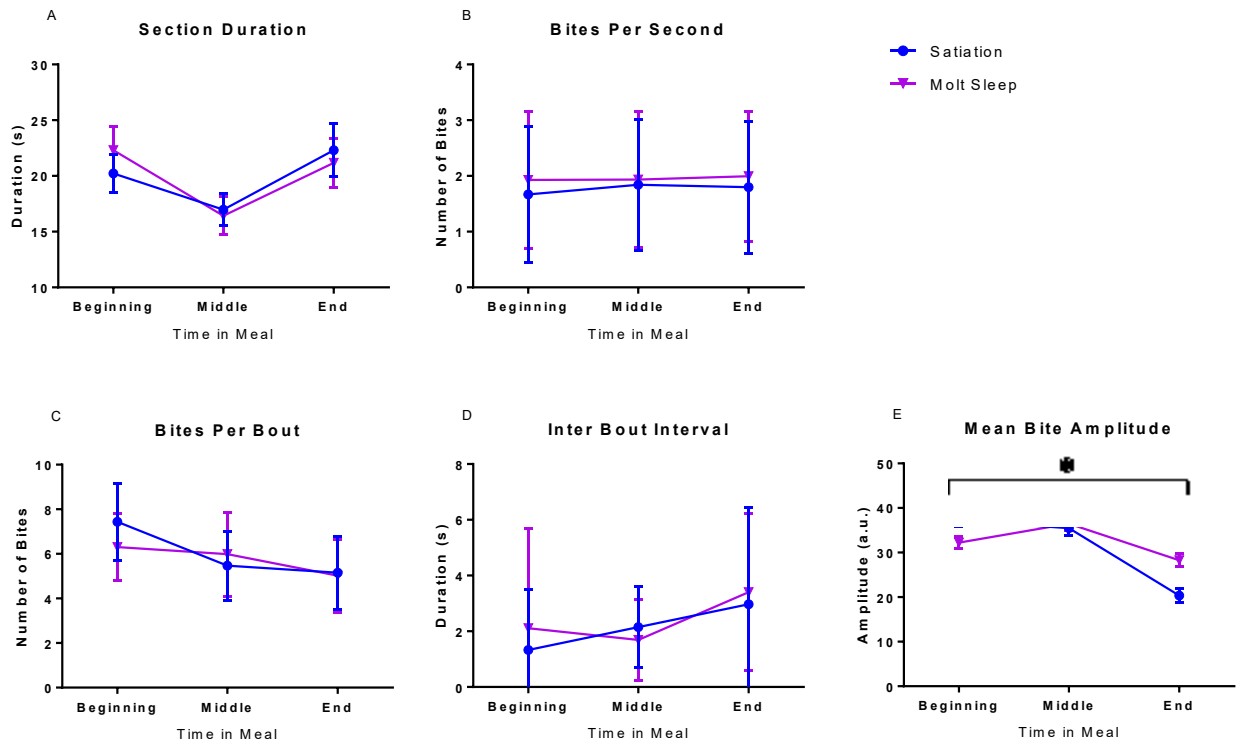 A
Section Duration
Duration (s)
30
25
20
15
10
Beginning Middle End
Time in Meal
B
Bites Per Second
Number of Bites
4
3
2
1
0
Beginning Middle End
Time in Meal
Satiation
Molt Sleep
C
Bites Per Bout
Number of Bites
10
8
6
4
2
0
Beginning Middle End
Time in Meal
D
Inter Bout Interval
Duration (s)
8
6
4
2
0
Beginning Middle End
Time in Meal
E
Mean Bite Amplitude
Amplitude (a.u.)
50
40
30
20
10
0
*
Beginning Middle End
Time in Meal